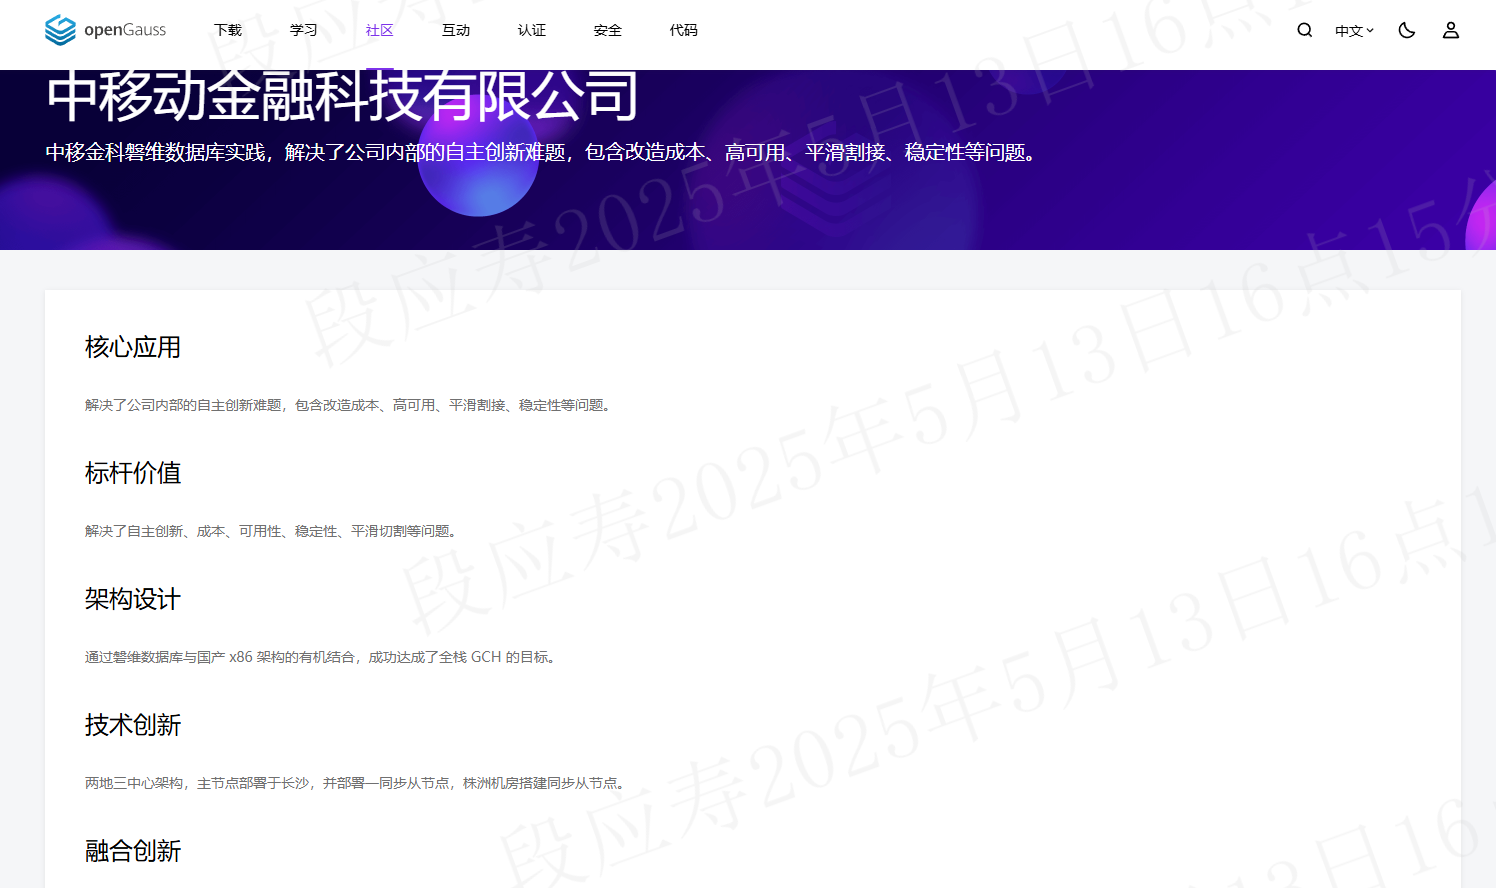 openGauss 下载 学习 社区 互动 认证 安全 代码 中文
中移动金融科技有限公司
中移金科磐维数据库实践，解决了公司内部的自主创新难题，包含改造成本、高可用、平滑割接、稳定性等问题。
核心应用
解决了公司内部的自主创新难题，包含改造成本、高可用、平滑割接、稳定性等问题。
标杆价值
解决了自主创新、成本、可用性、稳定性、平滑切割等问题。
架构设计
通过磐维数据库与国产 x86 架构的有机结合，成功达成了全栈 GCH 的目标。
技术创新
两地三中心架构，主节点部署于长沙，并部署一同步从节点，株洲机房搭建同步从节点。
融合创新
段应寿2025年5月13日16点
段应寿2025年5月13日16点15分
段应寿2025年5月13日16点1
段应寿2025年5月13日16点1
13日16